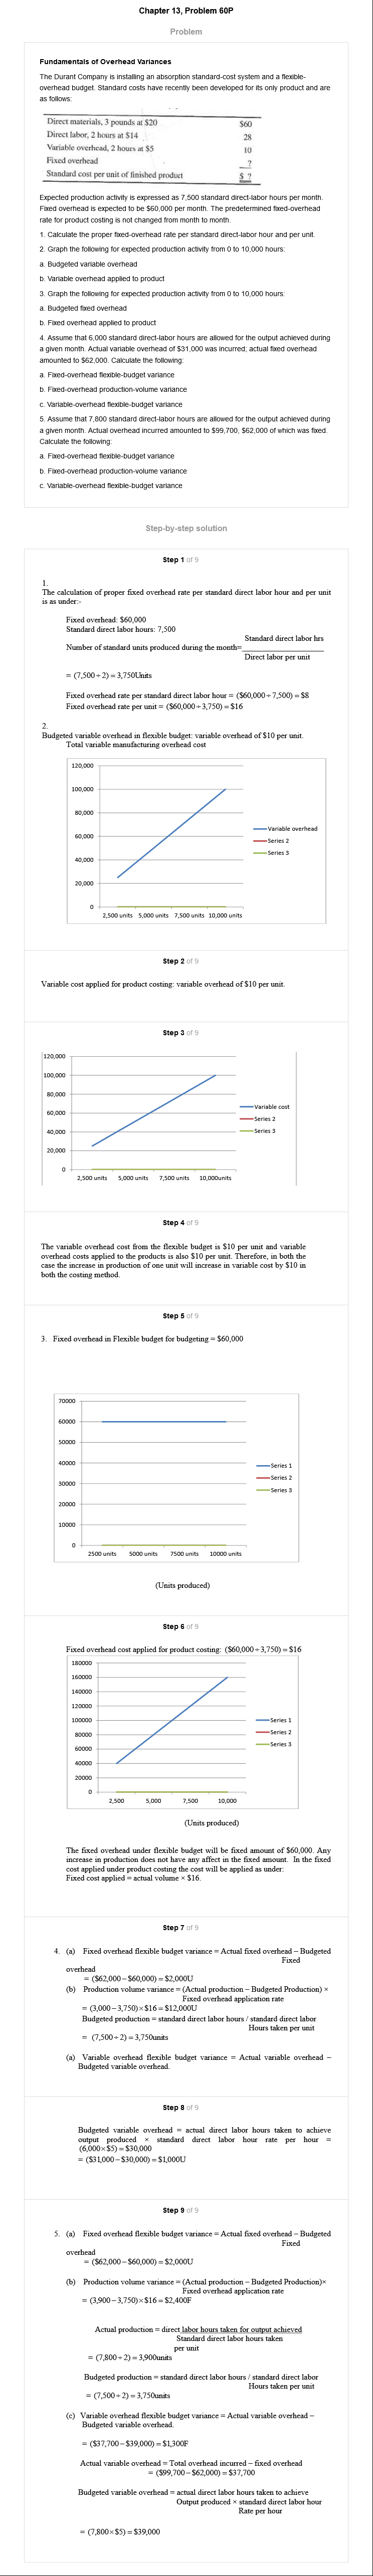 Chapter 13, Problem 60P
Problem
Fundamentals of Overhead Variances
The Durant Company is installing an absorption standard-cost system and a flexible-
overhead budget. Standard costs have recently been developed for its only product and are
as follows:
Direct materials, 3 pounds at $20 $60
Direct labor, 2 hours at $14 28
Variable overhead, 2 hours at $5 10
Fixed overhead ?
Standard cost per unit of finished product $ ?
Expected production activity is expressed as 7,500 standard direct-labor hours per month.
Fixed overhead is expected to be $60,000 per month. The predetermined fixed-overhead
rate for product costing is not changed from month to month.
1. Calculate the proper fixed-overhead rate per standard direct-labor hour and per unit.
2. Graph the following for expected production activity from 0 to 10,000 hours:
a. Budgeted variable overhead
b. Variable overhead applied to product
3. Graph the following for expected production activity from 0 to 10,000 hours:
a. Budgeted fixed overhead
b. Fixed overhead applied to product
4. Assume that 6,000 standard direct-labor hours are allowed for the output achieved during
a given month. Actual variable overhead of $31,000 was incurred; actual fixed overhead
amounted to $62,000. Calculate the following:
a. Fixed-overhead flexible-budget variance
b. Fixed-overhead production-volume variance
c. Variable-overhead flexible-budget variance
5. Assume that 7,800 standard direct-labor hours are allowed for the output achieved during
a given month. Actual overhead incurred amounted to $99,700, $62,000 of which was fixed.
Calculate the following:
a. Fixed-overhead flexible-budget variance
b. Fixed-overhead production-volume variance
c. Variable-overhead flexible-budget variance
Step-by-step solution
Step 1 of 9
1.
The calculation of proper fixed overhead rate per standard direct labor hour and per unit
is as under:-
Fixed overhead: $60,000
Standard direct labor hours: 7,500
Standard direct labor hrs
Number of standard units produced during the month=
Direct labor per unit
= (7,500÷2) = 3,750Units
Fixed overhead rate per standard direct labor hour = ($60,000÷7,500) = $8
Fixed overhead rate per unit = ($60,000÷3,750) = $16
2.
Budgeted variable overhead in flexible budget: variable overhead of $10 per unit.
Total variable manufacturing overhead cost
120,000
100,000
80,000
60,000
40,000
20,000
0
Variable overhead
Series 2
Series 3
2,500 units 5,000 units 7,500 units 10,000 units
Step 2 of 9
Variable cost applied for product costing: variable overhead of $10 per unit.
Step 3 of 9
120,000
100,000
80,000
60,000
40,000
20,000
0
Variable cost
Series 2
Series 3
2,500 units 5,000 units 7,500 units 10,000units
Step 4 of 9
The variable overhead cost from the flexible budget is $10 per unit and variable
overhead costs applied to the products is also $10 per unit. Therefore, in both the
case the increase in production of one unit will increase in variable cost by $10 in
both the costing method.
Step 5 of 9
3. Fixed overhead in Flexible budget for budgeting = $60,000
70000
60000
50000
40000
30000
20000
10000
0
Series 1
Series 2
Series 3
2500 units 5000 units 7500 units 10000 units
(Units produced)
Step 6 of 9
Fixed overhead cost applied for product costing: ($60,000÷3,750) = $16
180000
160000
140000
120000
100000
80000
60000
40000
20000
0
Series 1
Series 2
Series 3
2,500 5,000 7,500 10,000
(Units produced)
The fixed overhead under flexible budget will be fixed amount of $60,000. Any
increase in production does not have any affect in the fixed amount. In the fixed
cost applied under product costing the cost will be applied as under:
Fixed cost applied = actual volume × $16.
Step 7 of 9
4. (a) Fixed overhead flexible budget variance = Actual fixed overhead – Budgeted
Fixed
overhead
= ($62,000 – $60,000) = $2,000U
(b) Production volume variance = (Actual production – Budgeted Production) ×
Fixed overhead application rate
= (3,000 – 3,750) × $16 = $12,000U
Budgeted production = standard direct labor hours / standard direct labor
Hours taken per unit
= (7,500÷2) = 3,750units
(a) Variable overhead flexible budget variance = Actual variable overhead –
Budgeted variable overhead.
Step 8 of 9
Budgeted variable overhead = actual direct labor hours taken to achieve
output produced × standard direct labor hour rate per hour =
(6,000×$5) = $30,000
= ($31,000 – $30,000) = $1,000U
Step 9 of 9
5. (a) Fixed overhead flexible budget variance = Actual fixed overhead – Budgeted
Fixed
overhead
= ($62,000 – $60,000) = $2,000U
(b) Production volume variance = (Actual production – Budgeted Production)×
Fixed overhead application rate
= (3,900 – 3,750) × $16 = $2,400F
Actual production = direct labor hours taken for output achieved
Standard direct labor hours taken
per unit
= (7,800÷2) = 3,900units
Budgeted production = standard direct labor hours / standard direct labor
Hours taken per unit
= (7,500÷2) = 3,750units
(c) Variable overhead flexible budget variance = Actual variable overhead –
Budgeted variable overhead.
= ($37,700 – $39,000) = $1,300F
Actual variable overhead = Total overhead incurred – fixed overhead
= ($99,700 – $62,000) = $37,700
Budgeted variable overhead = actual direct labor hours taken to achieve
Output produced × standard direct labor hour
Rate per hour
= (7,800×$5) = $39,000